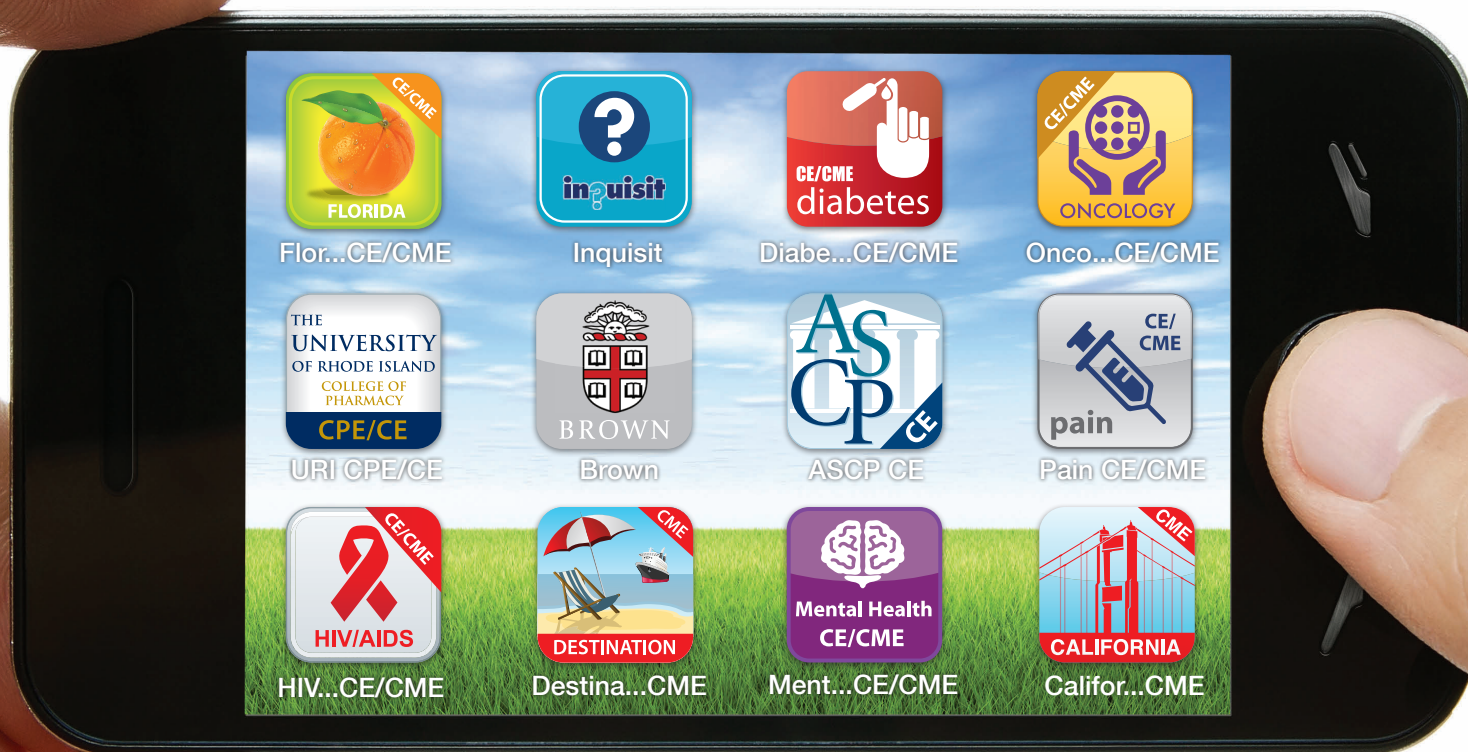 CE/CME
FLORIDA
Flor...CE/CME
?
in?uisit
Inquisit
CE/CME
diabetes
Diabe...CE/CME
CE/CME
ONCOLOGY
Onco...CE/CME
THE
UNIVERSITY
OF RHODE ISLAND
COLLEGE OF
PHARMACY
CPE/CE
URI CPE/CE
BROWN
Brown
ASCP
CE
ASCP CE
CE/
CME
pain
Pain CE/CME
CE/CME
HIV/AIDS
HIV...CE/CME
CME
DESTINATION
Destina...CME
Mental Health
CE/CME
Ment...CE/CME
CME
CALIFORNIA
Califor...CME